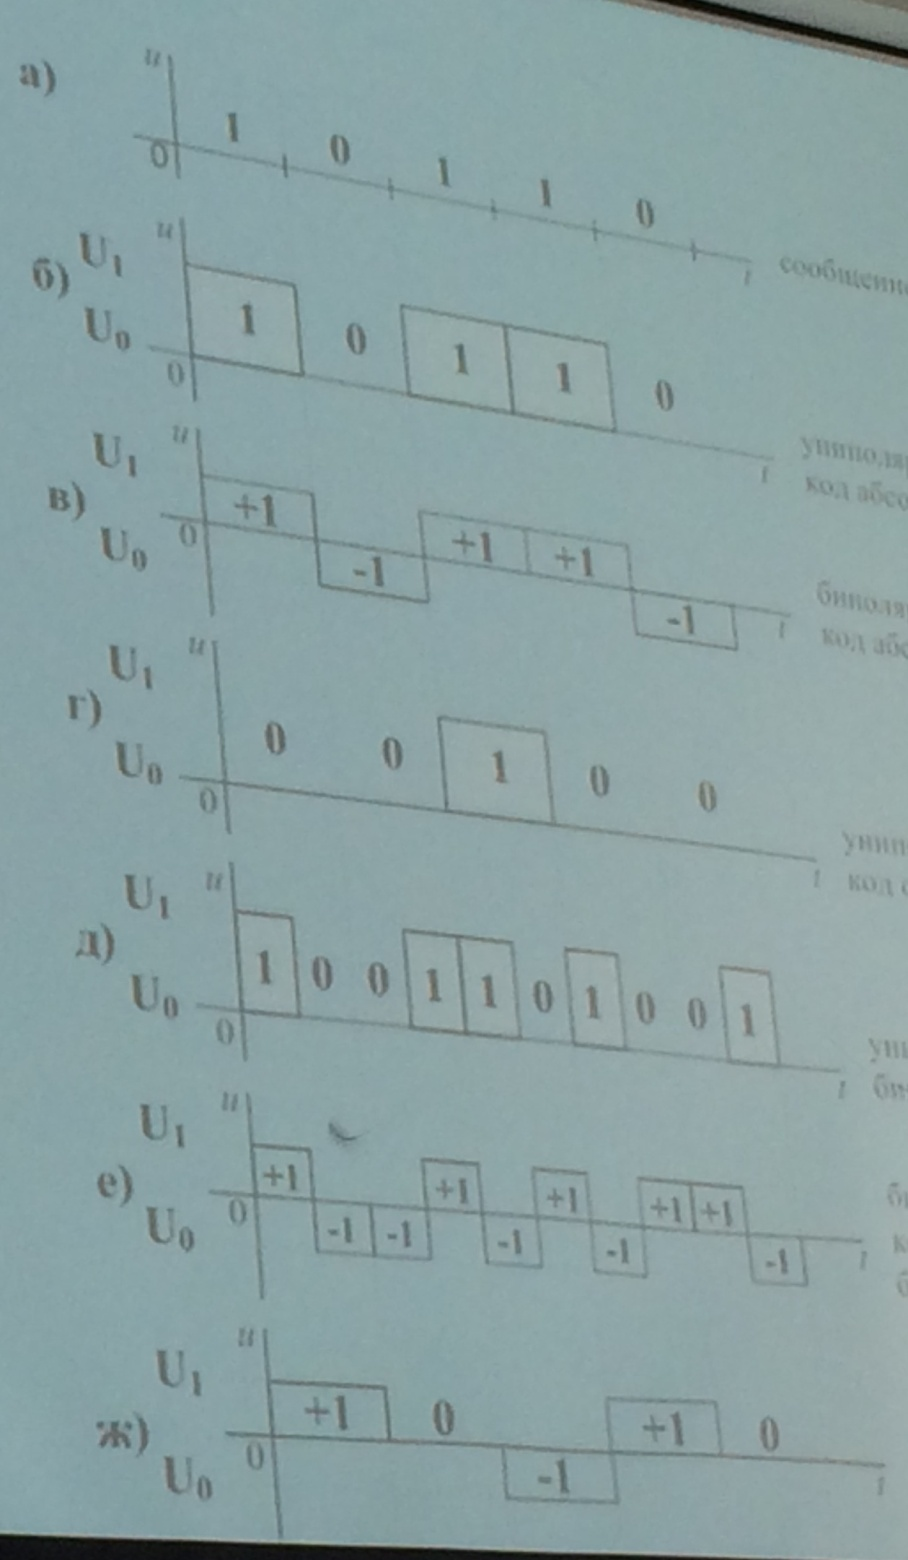 а)
u
1 0 1 1 0
0
t
сообщени
б)
U1
u
1 0 1 1 0
U0
0
t
униполя
код абсо
в)
U1
u
+1 -1 +1 +1 -1
U0
0
t
биполя
код абс
г)
U1
u
0 0 1 0 0
U0
0
t
унип
код
д)
U1
u
1 0 0 1 1 0 1 0 0 1
U0
0
t
ун
би
е)
U1
u
+1 -1 -1 +1 -1 +1 -1 +1 +1 -1
U0
0
t
б
к
б
ж)
U1
u
+1 0 -1 +1 0
U0
0
t